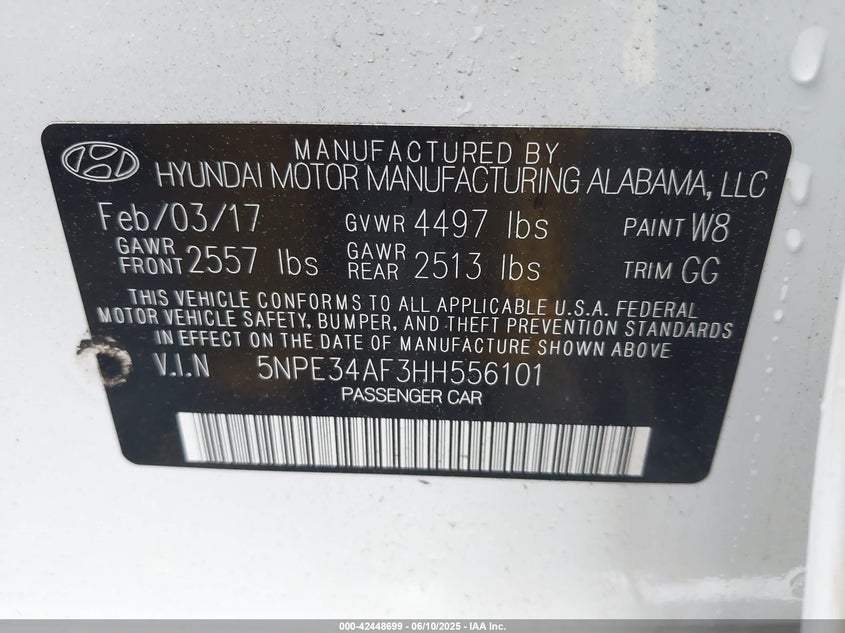 MANUFACTURED BY
HYUNDAI MOTOR MANUFACTURING ALABAMA, LLC
Feb/03/17 GVWR 4497 lbs PAINT W8
GAWR FRONT 2557 lbs GAWR REAR 2513 lbs TRIM GG
THIS VEHICLE CONFORMS TO ALL APPLICABLE U.S.A. FEDERAL
MOTOR VEHICLE SAFETY, BUMPER, AND THEFT PREVENTION STANDARDS
IN EFFECT ON THE DATE OF MANUFACTURE SHOWN ABOVE.
V.I.N 5NPE34AF3HH556101
PASSENGER CAR
000-42448699 - 06/10/2025 - IAA Inc.